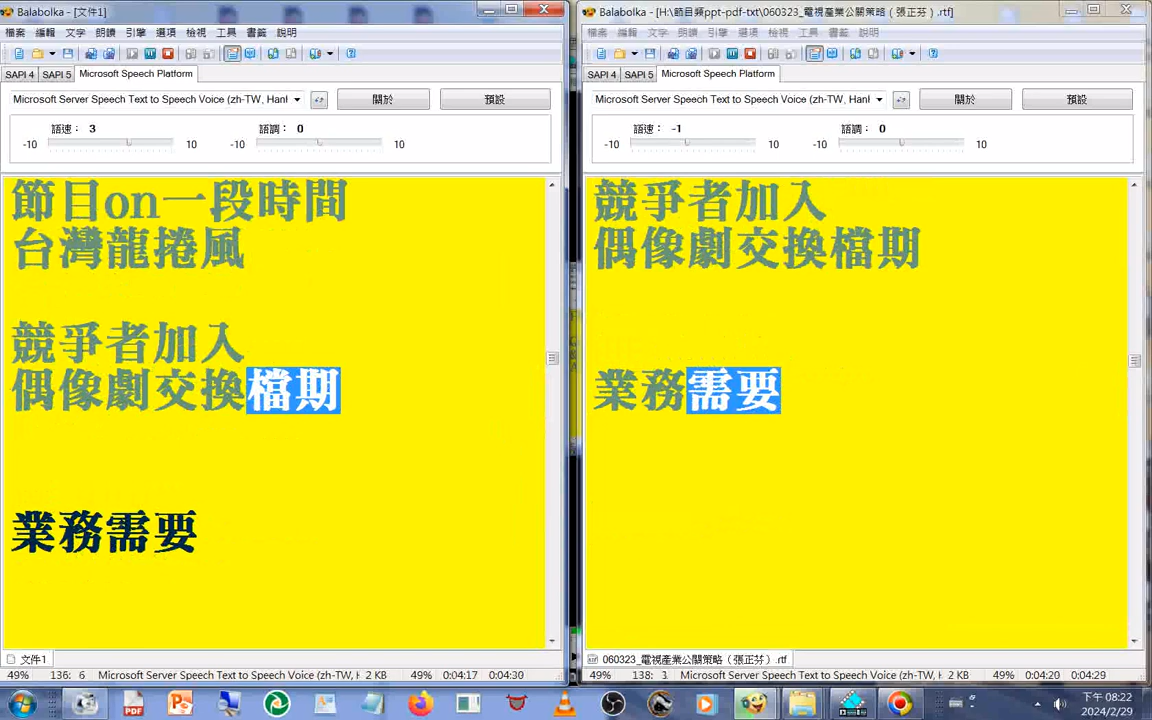 Balabolka - [文件1]
檔案 編輯 文字 朗讀 引擎 選項 檢視 工具 書籤 說明
SAPI 4 SAPI 5 Microsoft Speech Platform
Microsoft Server Speech Text to Speech Voice (zh-TW, Hanl
關於
預設
語速： 3
語調： 0
-10 10 -10 10
節目on一段時間
台灣龍捲風
競爭者加入
偶像劇交換檔期
業務需要
文件1
49% 136: 6 Microsoft Server Speech Text to Speech Voice (zh-TW, H 2 KB 0:04:17 0:04:30
Balabolka - [H:\節目類ppt-pdf-txt\060323_電視產業公關策略（張正芬）.rtf]
檔案 編輯 文字 朗讀 引擎 選項 檢視 工具 書籤 說明
SAPI 4 SAPI 5 Microsoft Speech Platform
Microsoft Server Speech Text to Speech Voice (zh-TW, Hanl
關於
預設
語速： -1
語調： 0
-10 10 -10 10
競爭者加入
偶像劇交換檔期
業務需要
060323_電視產業公關策略（張正芬）.rtf
49% 138: 3 Microsoft Server Speech Text to Speech Voice (zh-TW, H 2 KB 49% 0:04:20 0:04:29
PDF
下午 08:22
2024/2/29